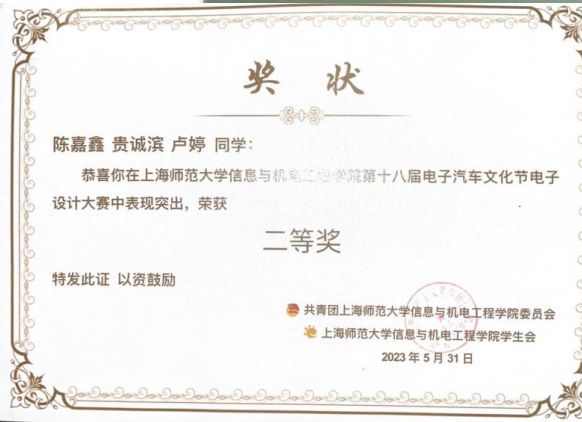 奖 状
陈嘉鑫 贵诚滨 卢婷 同学：
恭喜你在上海师范大学信息与机电工程学院第十八届电子汽车文化节电子
设计大赛中表现突出，荣获
二等奖
特发此证 以资鼓励
共青团上海师范大学信息与机电工程学院委员会
上海师范大学信息与机电工程学院学生会
2023 年 5 月 31 日